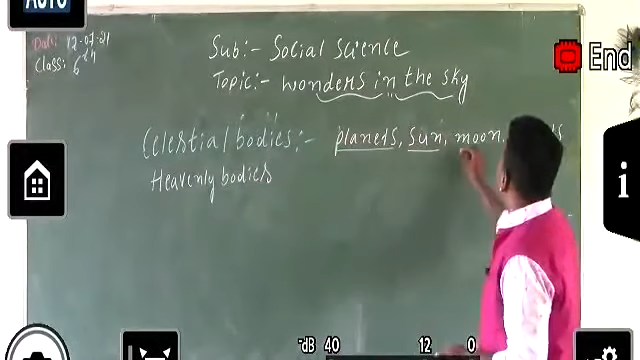 AUTO
Date: 12-07-21
Class: 6th
Sub:- Social science
Topic:- wonders in the sky
Celestial bodies:- planets, sun, moon,
Heavenly bodies
End
i
-dB 40 12 0